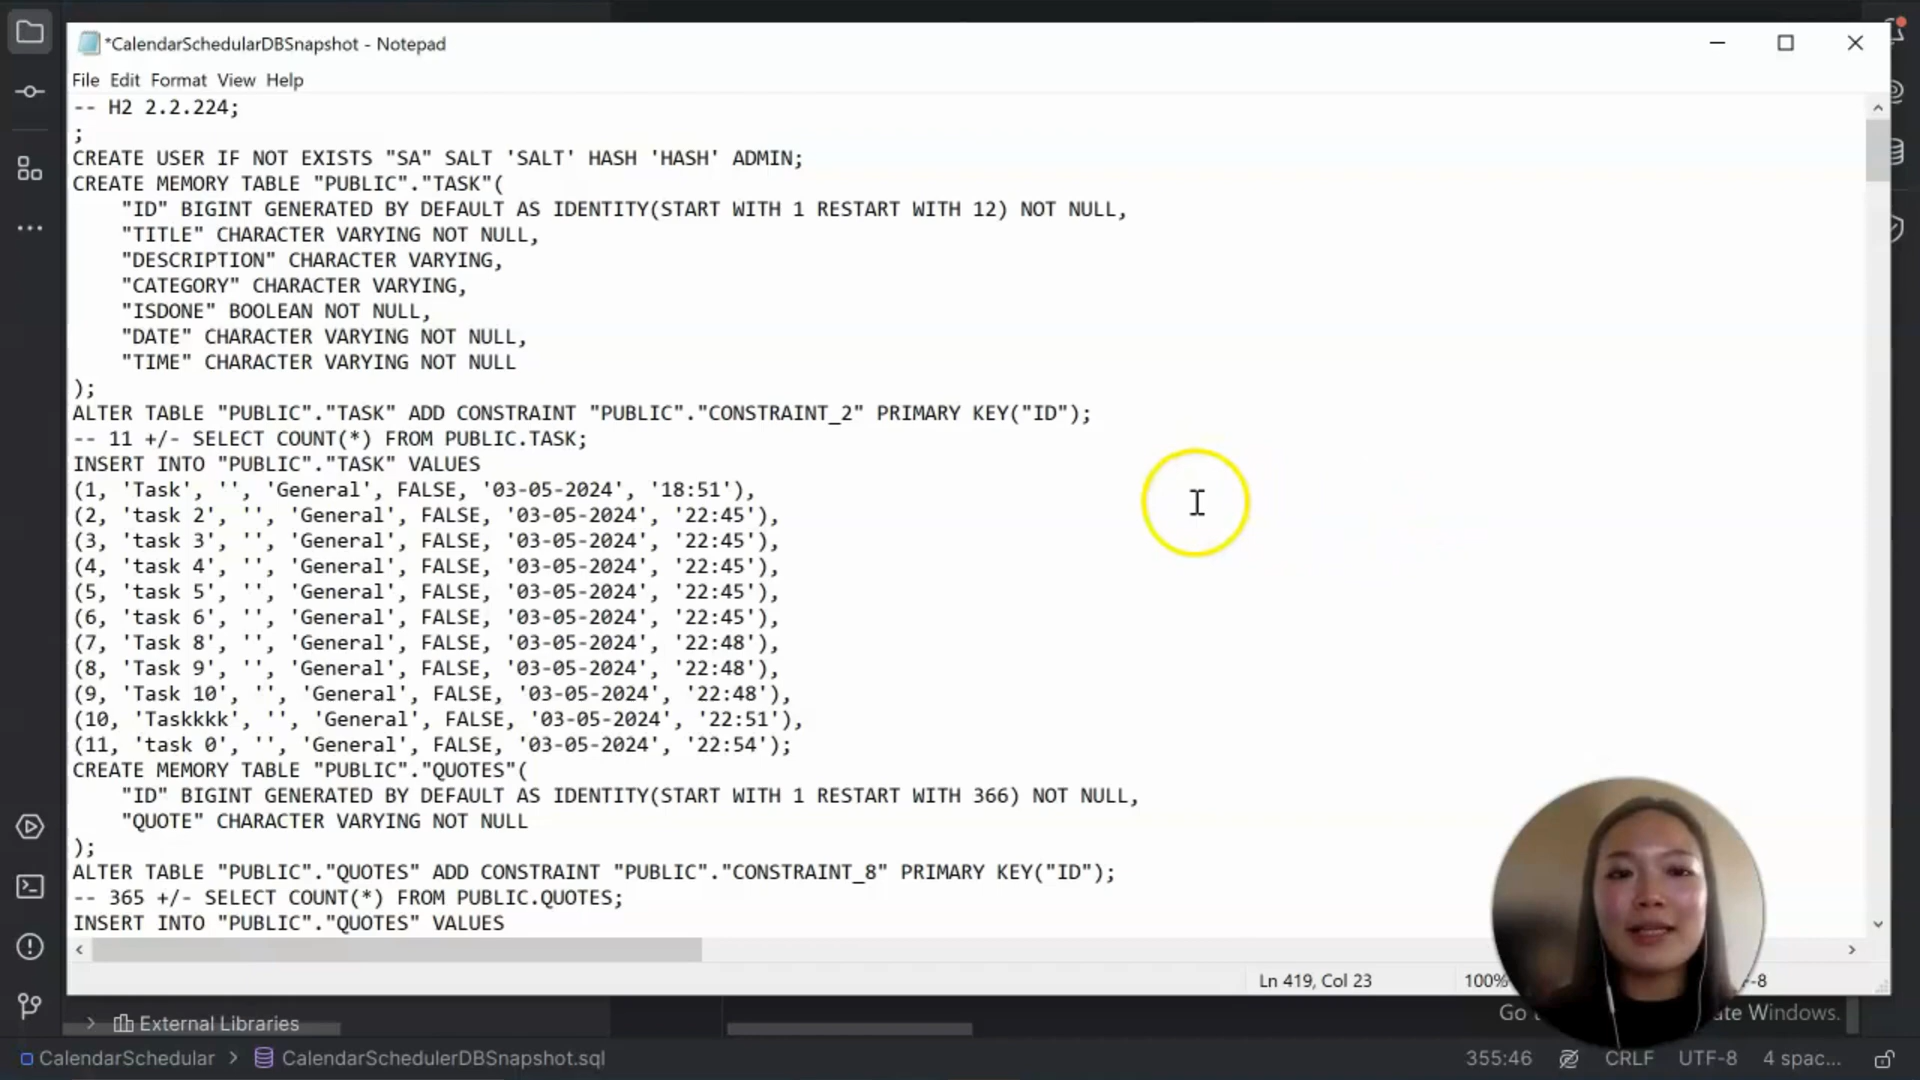 *CalendarSchedularDBSnapshot - Notepad
File Edit Format View Help
-- H2 2.2.224;
;
CREATE USER IF NOT EXISTS "SA" SALT 'SALT' HASH 'HASH' ADMIN;
CREATE MEMORY TABLE "PUBLIC"."TASK"(
    "ID" BIGINT GENERATED BY DEFAULT AS IDENTITY(START WITH 1 RESTART WITH 12) NOT NULL,
    "TITLE" CHARACTER VARYING NOT NULL,
    "DESCRIPTION" CHARACTER VARYING,
    "CATEGORY" CHARACTER VARYING,
    "ISDONE" BOOLEAN NOT NULL,
    "DATE" CHARACTER VARYING NOT NULL,
    "TIME" CHARACTER VARYING NOT NULL
);
ALTER TABLE "PUBLIC"."TASK" ADD CONSTRAINT "PUBLIC"."CONSTRAINT_2" PRIMARY KEY("ID");
-- 11 +/- SELECT COUNT(*) FROM PUBLIC.TASK;
INSERT INTO "PUBLIC"."TASK" VALUES
(1, 'Task', '', 'General', FALSE, '03-05-2024', '18:51'),
(2, 'task 2', '', 'General', FALSE, '03-05-2024', '22:45'),
(3, 'task 3', '', 'General', FALSE, '03-05-2024', '22:45'),
(4, 'task 4', '', 'General', FALSE, '03-05-2024', '22:45'),
(5, 'task 5', '', 'General', FALSE, '03-05-2024', '22:45'),
(6, 'task 6', '', 'General', FALSE, '03-05-2024', '22:45'),
(7, 'Task 8', '', 'General', FALSE, '03-05-2024', '22:48'),
(8, 'Task 9', '', 'General', FALSE, '03-05-2024', '22:48'),
(9, 'Task 10', '', 'General', FALSE, '03-05-2024', '22:48'),
(10, 'Taskkkk', '', 'General', FALSE, '03-05-2024', '22:51'),
(11, 'task 0', '', 'General', FALSE, '03-05-2024', '22:54');
CREATE MEMORY TABLE "PUBLIC"."QUOTES"(
    "ID" BIGINT GENERATED BY DEFAULT AS IDENTITY(START WITH 1 RESTART WITH 366) NOT NULL,
    "QUOTE" CHARACTER VARYING NOT NULL
);
ALTER TABLE "PUBLIC"."QUOTES" ADD CONSTRAINT "PUBLIC"."CONSTRAINT_8" PRIMARY KEY("ID");
-- 365 +/- SELECT COUNT(*) FROM PUBLIC.QUOTES;
INSERT INTO "PUBLIC"."QUOTES" VALUES
Ln 419, Col 23 100% -8
External Libraries
Go Windows.
CalendarSchedular > CalendarSchedulerDBSnapshot.sql 355:46 CRLF UTF-8 4 spac...